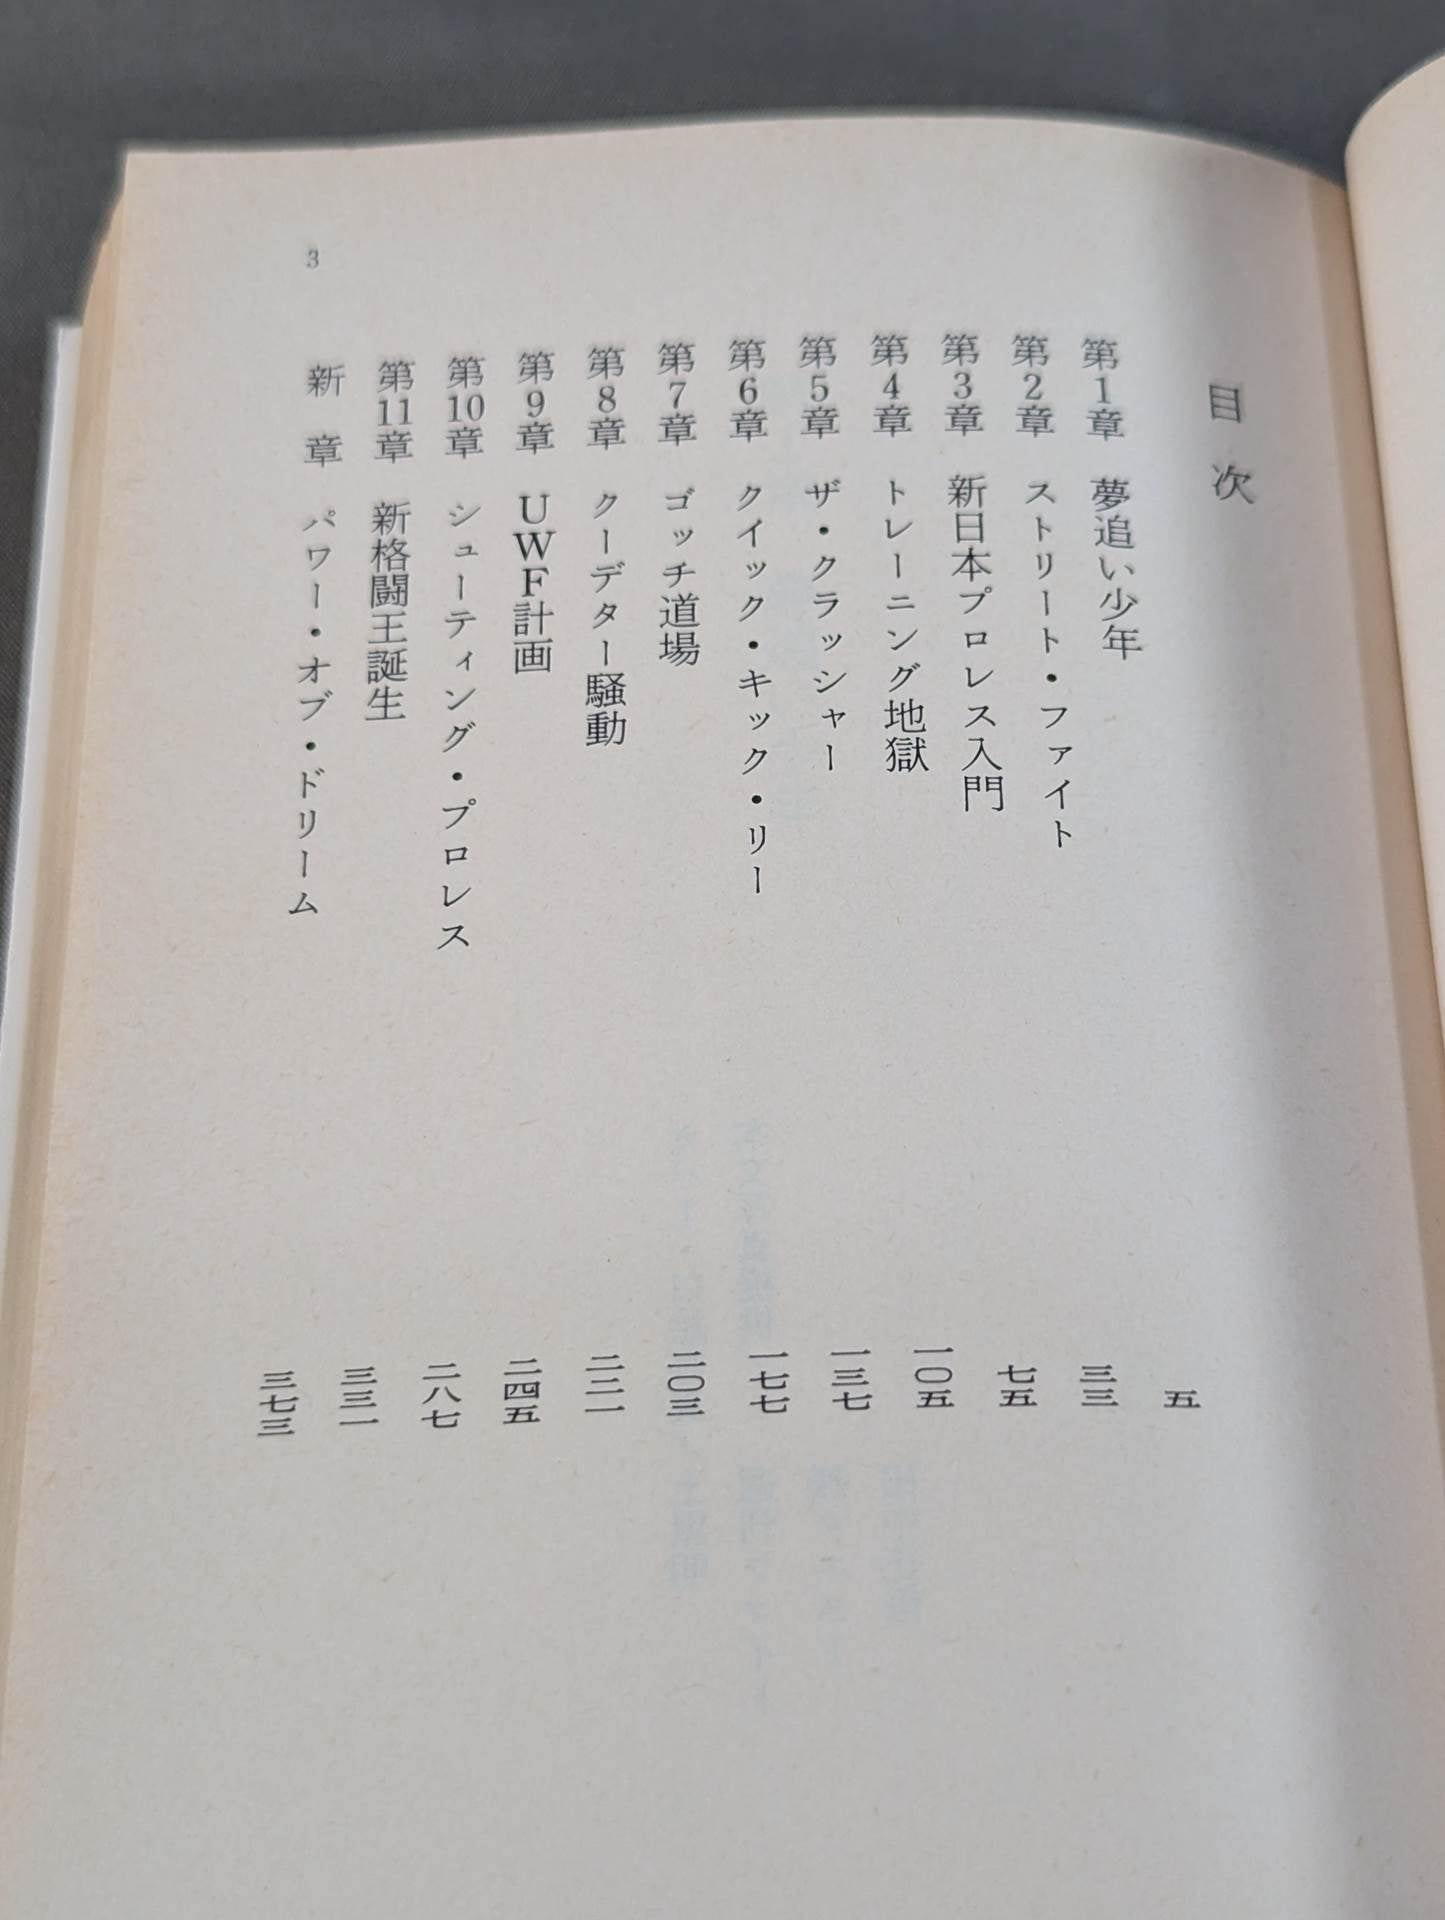 目次
第1章 夢追い少年 五
第2章 ストリート・ファイト 三三
第3章 新日本プロレス入門 七五
第4章 トレーニング地獄 一〇五
第5章 ザ・クラッシャー 一三七
第6章 クイック・キック・リー 一七七
第7章 ゴッチ道場 二〇三
第8章 クーデター騒動 二二一
第9章 UWF計画 二四五
第10章 シューティング・プロレス 二八七
第11章 新格闘王誕生 三三一
新章 パワー・オブ・ドリーム 三七三
3